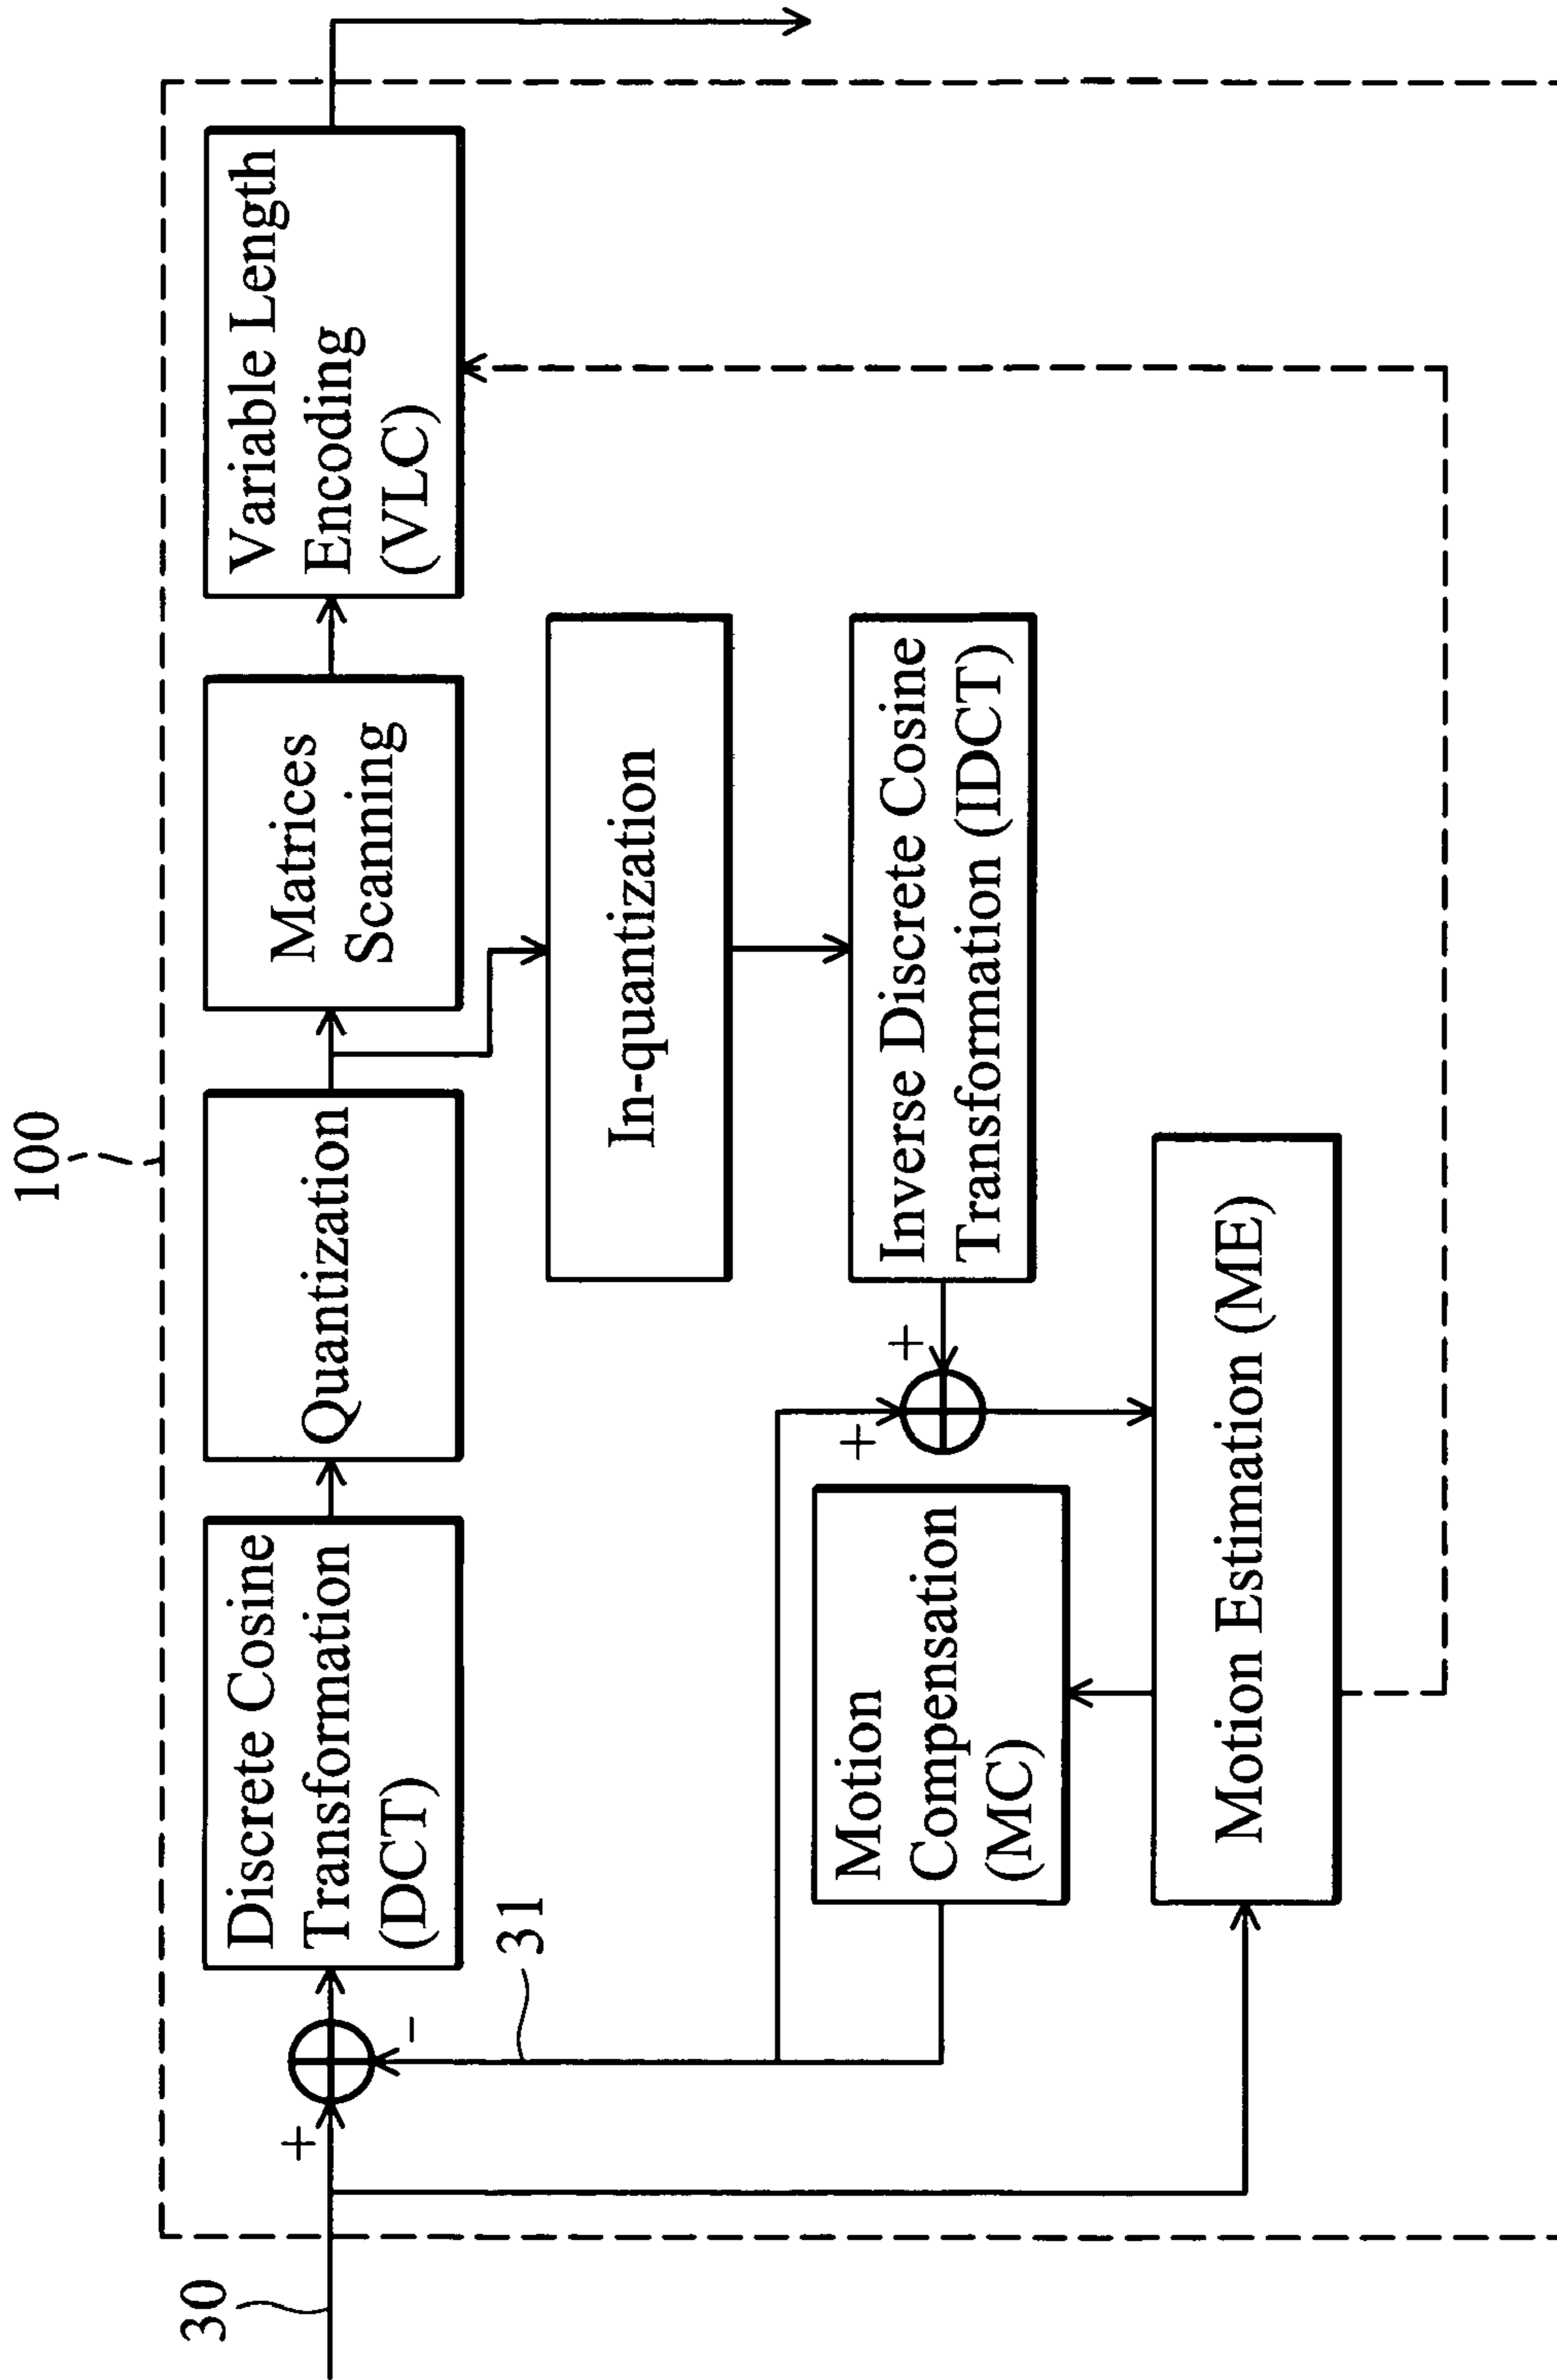 100
Discrete Cosine
Transformation
(DCT)
Quantization
Matrices
Scanning
Variable Length
Encoding
(VLC)
30
+
-
31
In-quantization
Inverse Discrete Cosine
Transformation (IDCT)
+
+
Motion
Compensation
(MC)
Motion Estimation (ME)